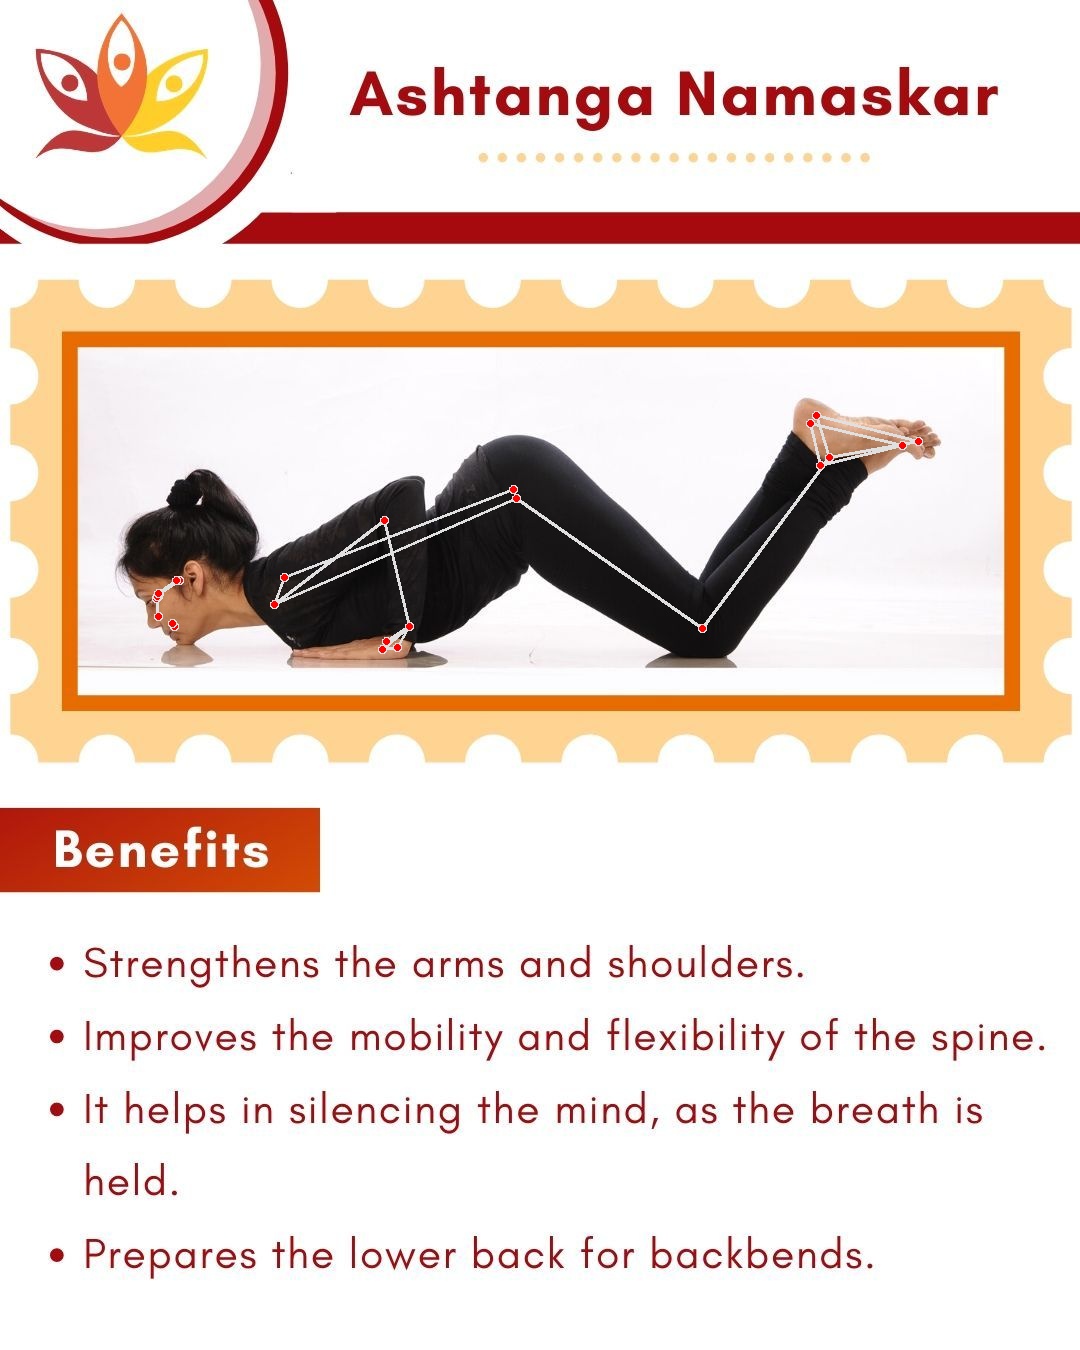 Ashtanga Namaskar
Benefits
Strengthens the arms and shoulders.
Improves the mobility and flexibility of the spine.
It helps in silencing the mind, as the breath is
held.
Prepares the lower back for backbends.